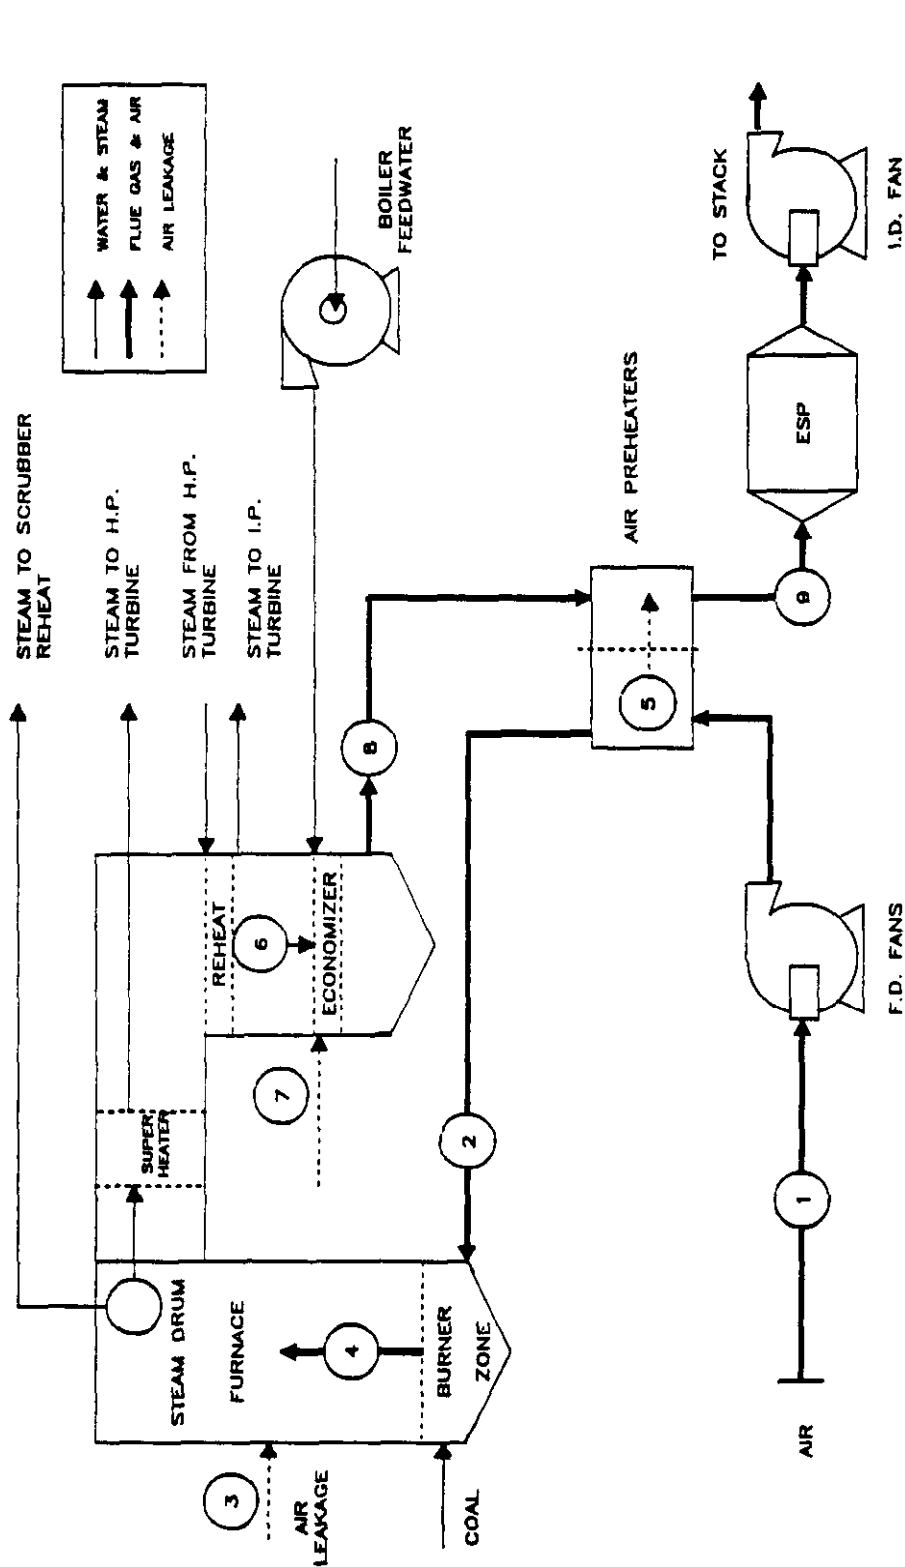 STEAM TO SCRUBBER
REHEAT
STEAM TO H.P.
TURBINE
STEAM FROM H.P.
TURBINE
STEAM TO I.P.
TURBINE
WATER & STEAM
FLUE GAS & AIR
AIR LEAKAGE
BOILER
FEEDWATER
STEAM DRUM
SUPER
HEATER
REHEAT
6
ECONOMIZER
7
8
FURNACE
4
BURNER
ZONE
3
AIR
LEAKAGE
COAL
2
AIR PREHEATERS
5
TO STACK
ESP
9
I.D. FAN
AIR
1
F.D. FANS